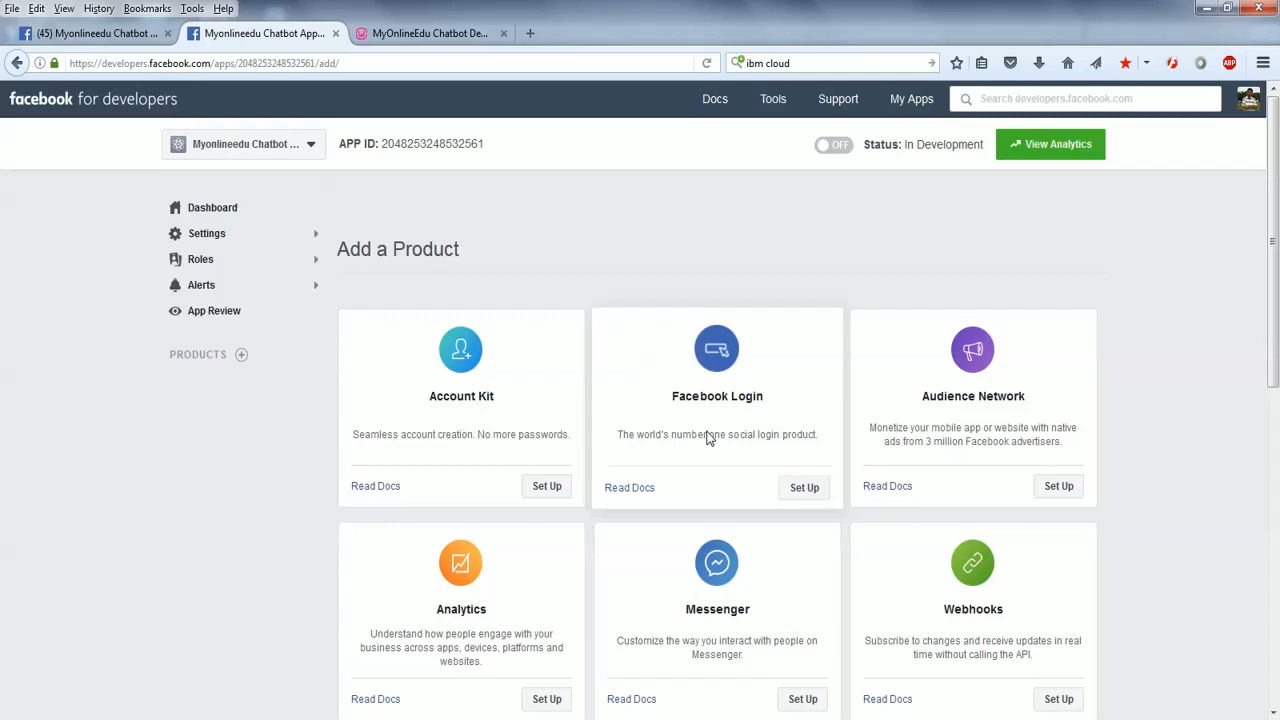 File Edit View History Bookmarks Tools Help
(45) Myonlineedu Chatbot ... Myonlineedu Chatbot App... MyOnlineEdu Chatbot De...
https://developers.facebook.com/apps/2048253248532561/add/ ibm cloud ABP
facebook for developers Docs Tools Support My Apps Search developers.facebook.com
Myonlineedu Chatbot ... APP ID: 2048253248532561 OFF Status: In Development View Analytics
Dashboard
Settings
Roles
Alerts
App Review
PRODUCTS
Add a Product
Account Kit
Seamless account creation. No more passwords.
Read Docs Set Up
Facebook Login
The world's number one social login product.
Read Docs Set Up
Audience Network
Monetize your mobile app or website with native
ads from 3 million Facebook advertisers.
Read Docs Set Up
Analytics
Understand how people engage with your
business across apps, devices, platforms and
websites.
Read Docs Set Up
Messenger
Customize the way you interact with people on
Messenger.
Read Docs Set Up
Webhooks
Subscribe to changes and receive updates in real
time without calling the API.
Read Docs Set Up